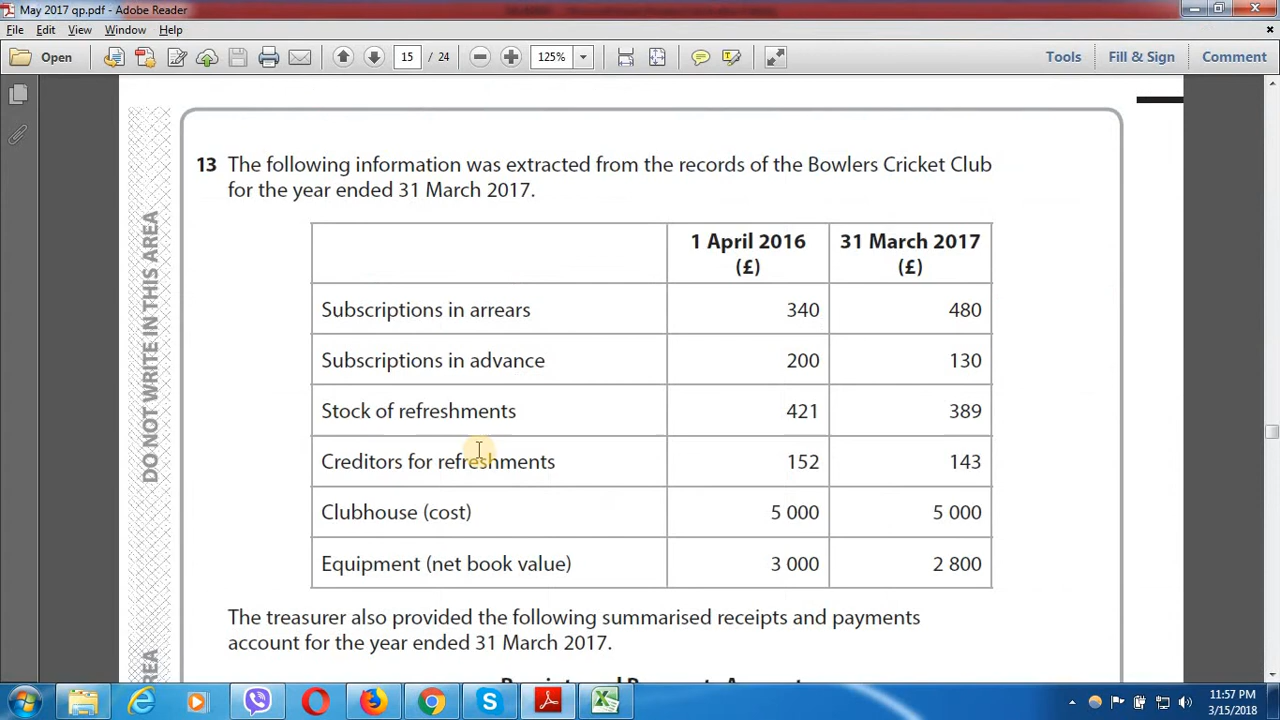 May 2017 qp.pdf - Adobe Reader
File Edit View Window Help
Open 15 / 24 125% Tools Fill & Sign Comment
DO NOT WRITE IN THIS AREA
13 The following information was extracted from the records of the Bowlers Cricket Club
for the year ended 31 March 2017.
1 April 2016 31 March 2017
(£) (£)
Subscriptions in arrears 340 480
Subscriptions in advance 200 130
Stock of refreshments 421 389
Creditors for refreshments 152 143
Clubhouse (cost) 5 000 5 000
Equipment (net book value) 3 000 2 800
The treasurer also provided the following summarised receipts and payments
account for the year ended 31 March 2017.
AREA
11:57 PM
3/15/2018